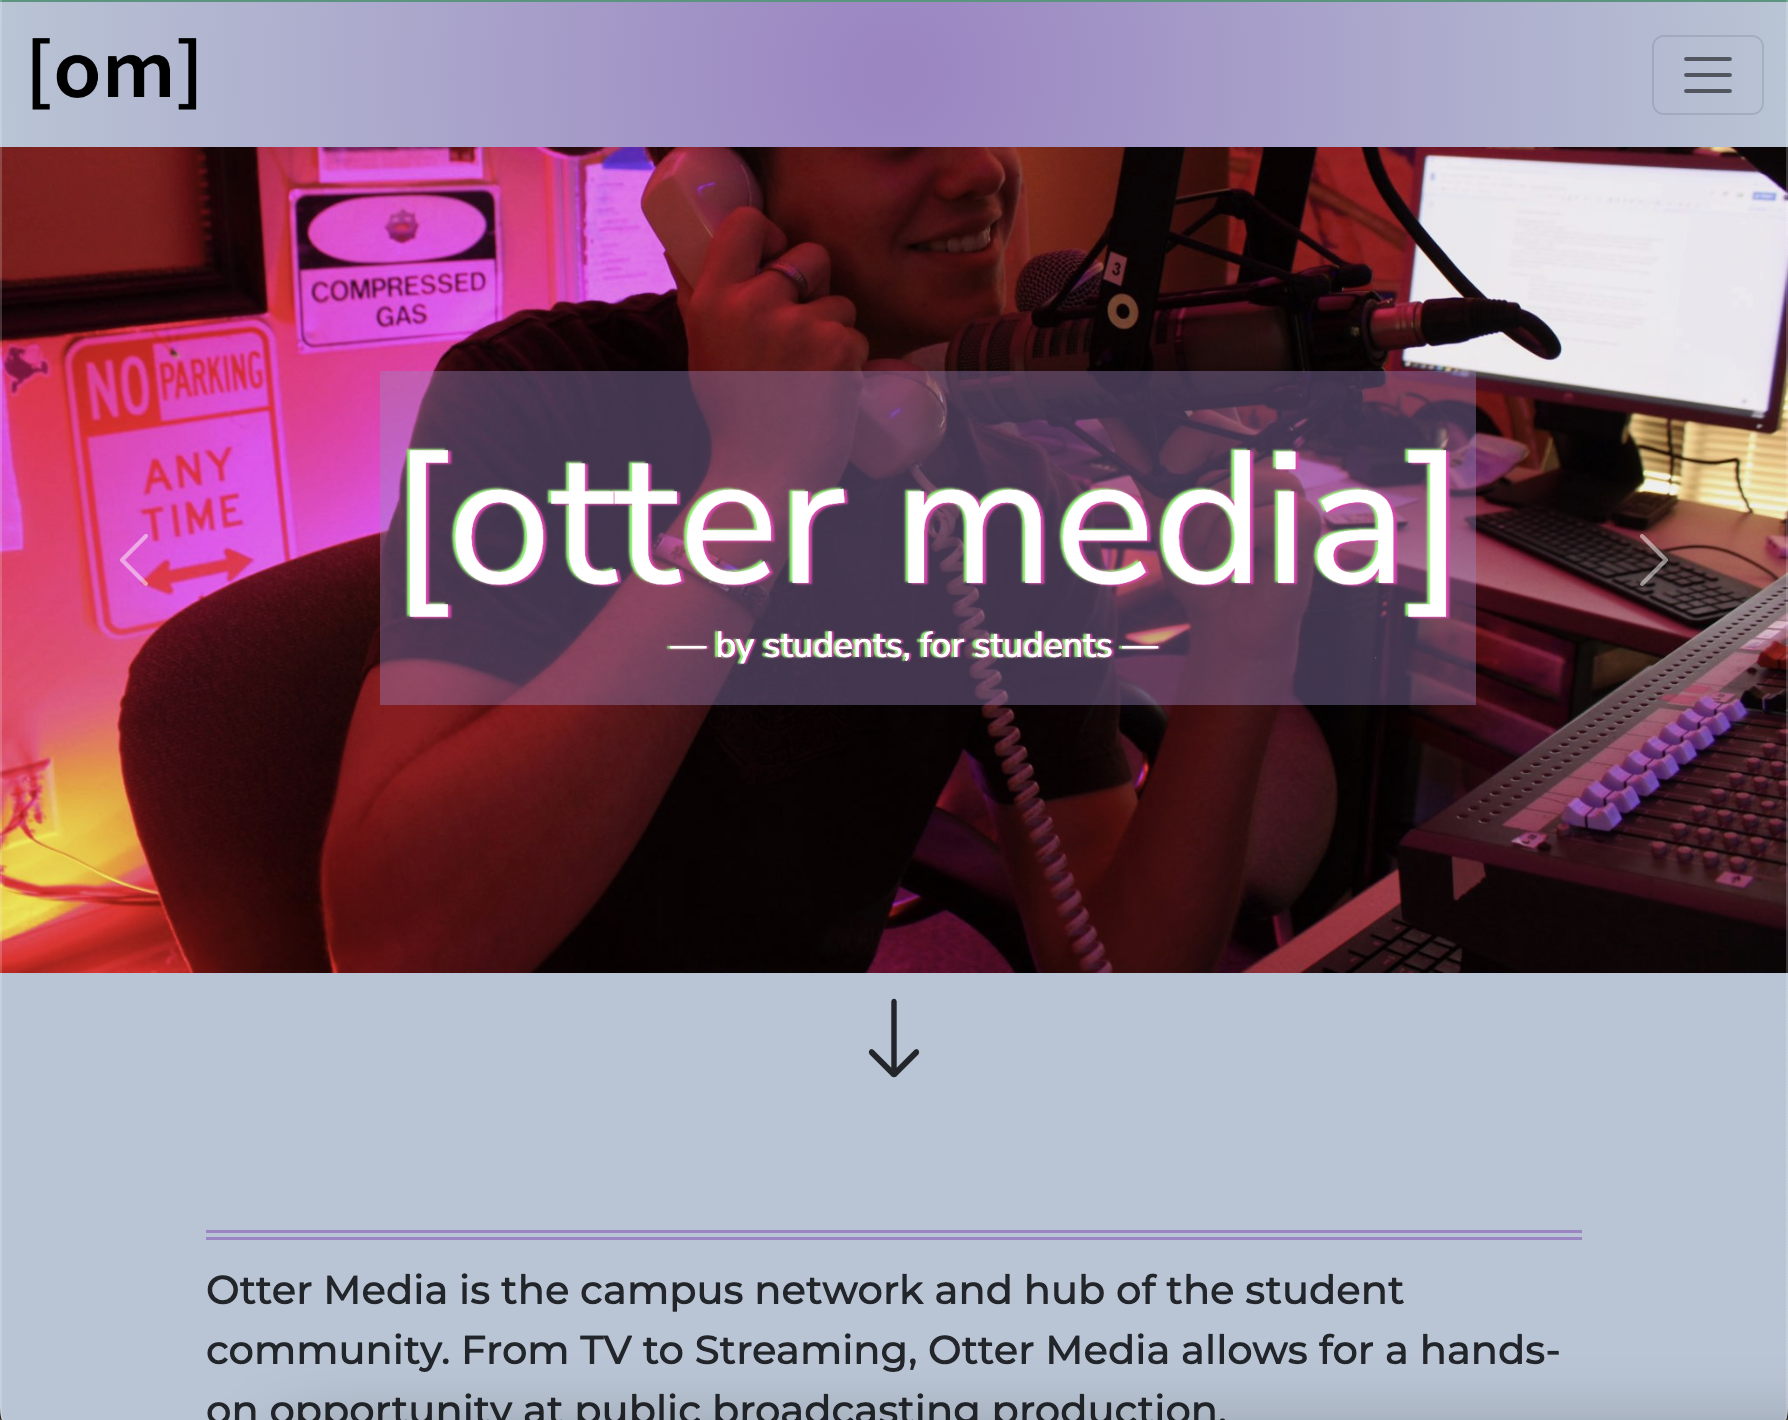 [om]
COMPRESSED
GAS
3
NO PARKING
ANY
TIME
[otter media]
— by students, for students —
Otter Media is the campus network and hub of the student
community. From TV to Streaming, Otter Media allows for a hands-
on opportunity at public broadcasting production.